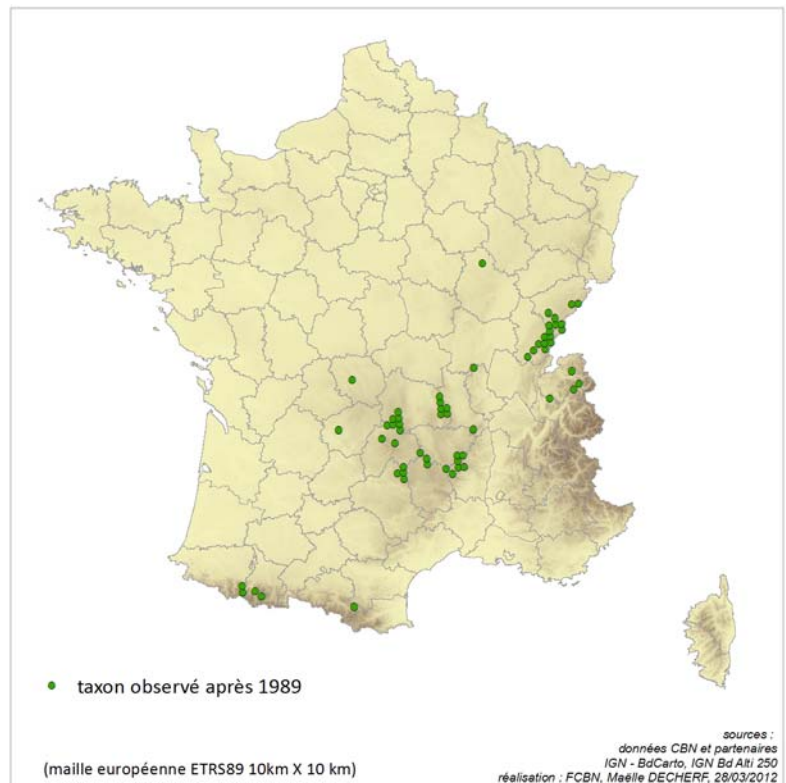 taxon observé après 1989
(maille européenne ETRS89 10km X 10 km)
sources :
données CBN et partenaires
IGN - BdCarto, IGN Bd Alti 250
réalisation : FCBN, Maëlle DECHERF, 28/03/2012